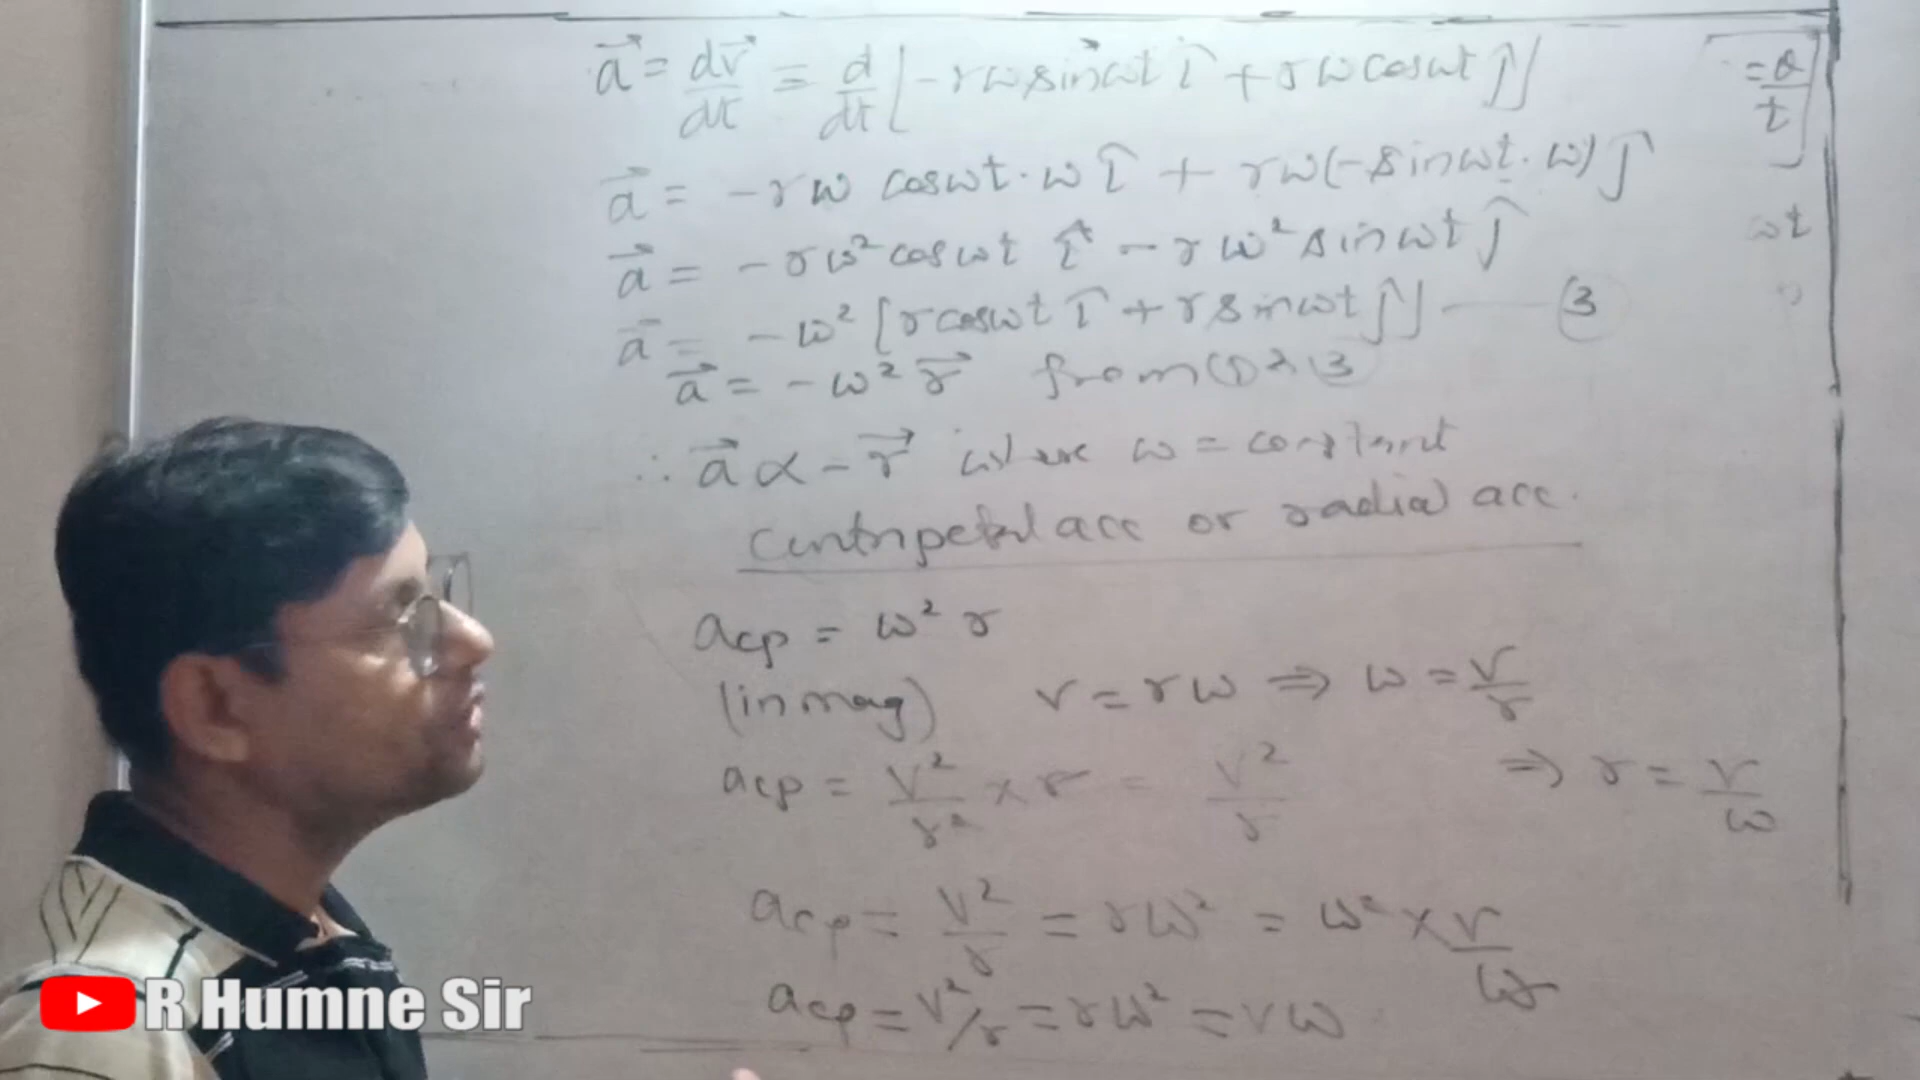 a⃗ = dv⃗/dt = d/dt [-rω sinωt î + rω cosωt ĵ]
a⃗ = -rω cosωt·ω î + rω(-sinωt·ω) ĵ
a⃗ = -rω² cosωt î - rω² sinωt ĵ
a⃗ = -ω² [r cosωt î + r sinωt ĵ] — ③
a⃗ = -ω² r⃗ from ① & ③
∴ a⃗ α -r⃗ where ω = constant
centripetal acc or radial acc.
acp = ω² r
(in mag) v = rω ⇒ ω = v/r
acp = v²/r² × r = v²/r ⇒ r = v/ω
acp = v²/r = rω² = ω² × v/ω
acp = v²/r = rω² = vω
= θ/t
ωt
R Humne Sir